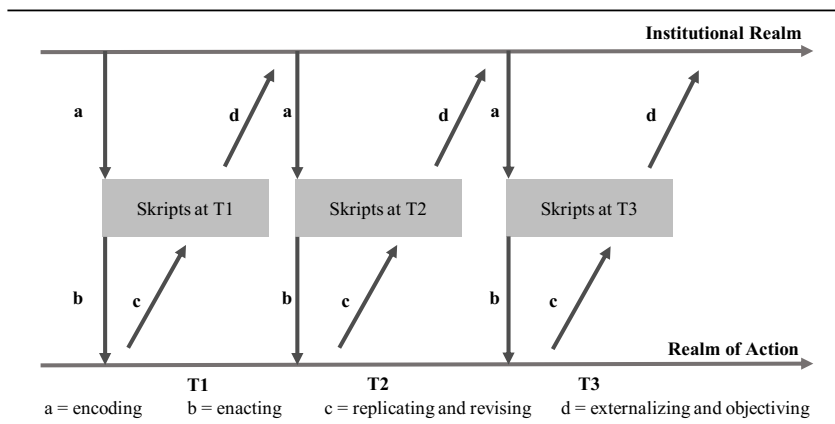 Institutional Realm
a d a d a d
Skripts at T1 Skripts at T2 Skripts at T3
b c b c b c
Realm of Action
T1 T2 T3
a = encoding b = enacting c = replicating and revising d = externalizing and objectiving